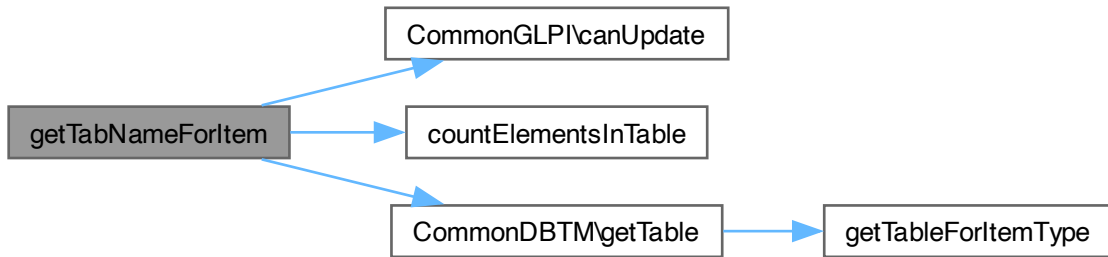 CommonGLPI\canUpdate
getTabNameForItem
countElementsInTable
CommonDBTM\getTable
getTableForItemType